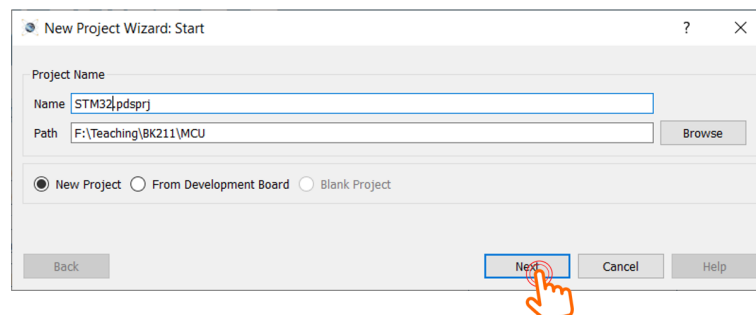 New Project Wizard: Start ? X
Project Name
Name STM32.pdsprj
Path F:\Teaching\BK211\MCU Browse
New Project From Development Board Blank Project
Back Next Cancel Help